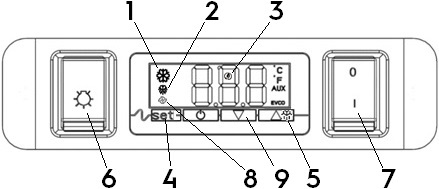 1 2 3
°C
°F
AUX
EVCO
0
I
set
6 4 8 9 5 7